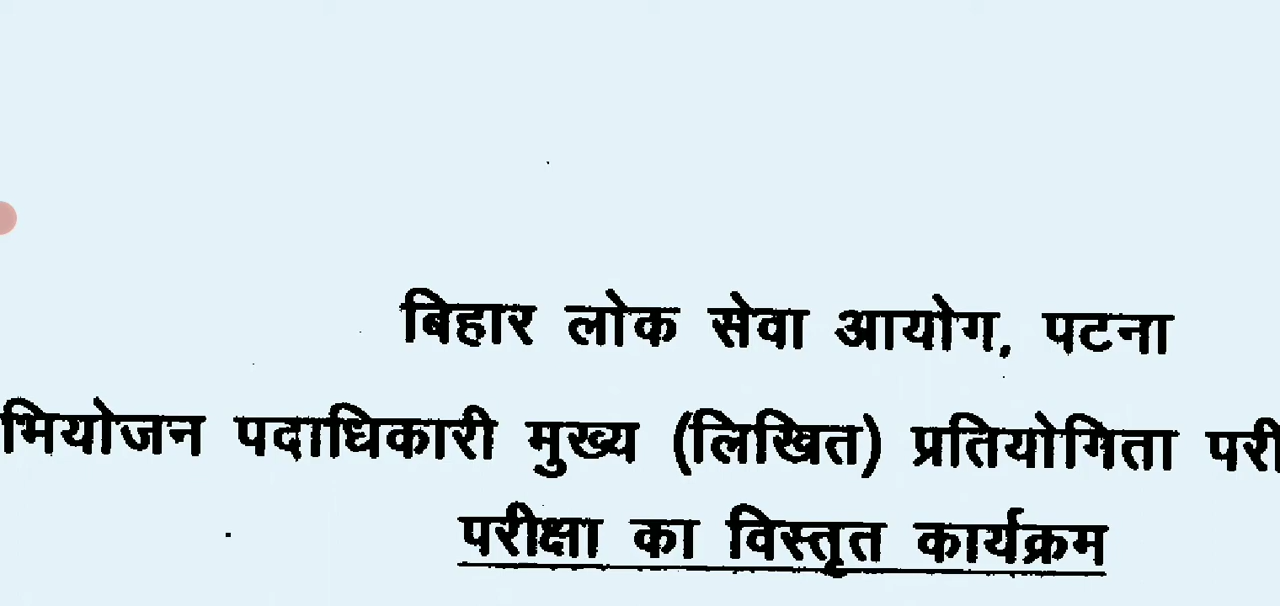 बिहार लोक सेवा आयोग, पटना
भियोजन पदाधिकारी मुख्य (लिखित) प्रतियोगिता परी
परीक्षा का विस्तृत कार्यक्रम